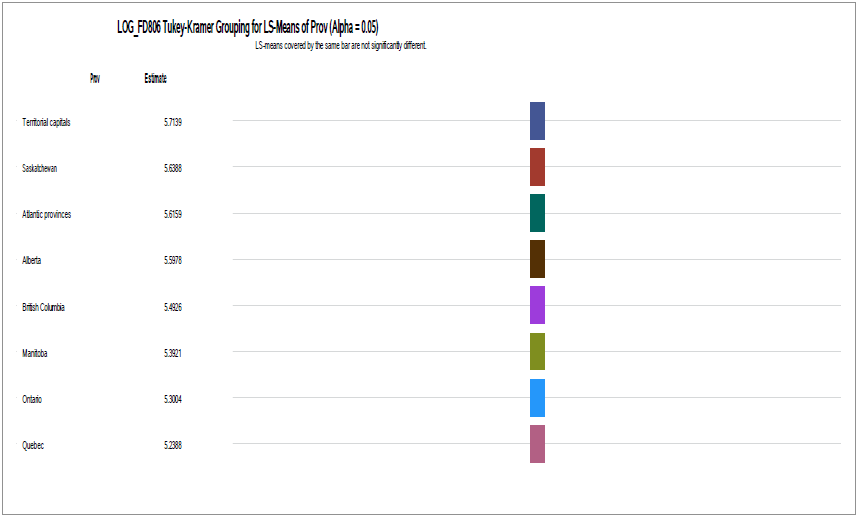 LOG_FD806 Tukey-Kramer Grouping for LS-Means of Prov (Alpha = 0.05)
LS-means covered by the same bar are not significantly different.
Prov Estimate
Territorial capitals 5.7139
Saskatchewan 5.6388
Atlantic provinces 5.6159
Alberta 5.5978
British Columbia 5.4926
Manitoba 5.3921
Ontario 5.3004
Quebec 5.2388